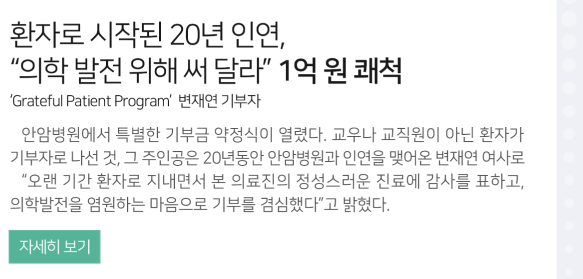 환자로 시작된 20년 인연,
“의학 발전 위해 써 달라” 1억 원 쾌척
‘Grateful Patient Program’ 변재연 기부자
안암병원에서 특별한 기부금 약정식이 열렸다. 교우나 교직원이 아닌 환자가
기부자로 나선 것, 그 주인공은 20년동안 안암병원과 인연을 맺어온 변재연 여사로
“오랜 기간 환자로 지내면서 본 의료진의 정성스러운 진료에 감사를 표하고,
의학발전을 염원하는 마음으로 기부를 결심했다”고 밝혔다.
자세히 보기